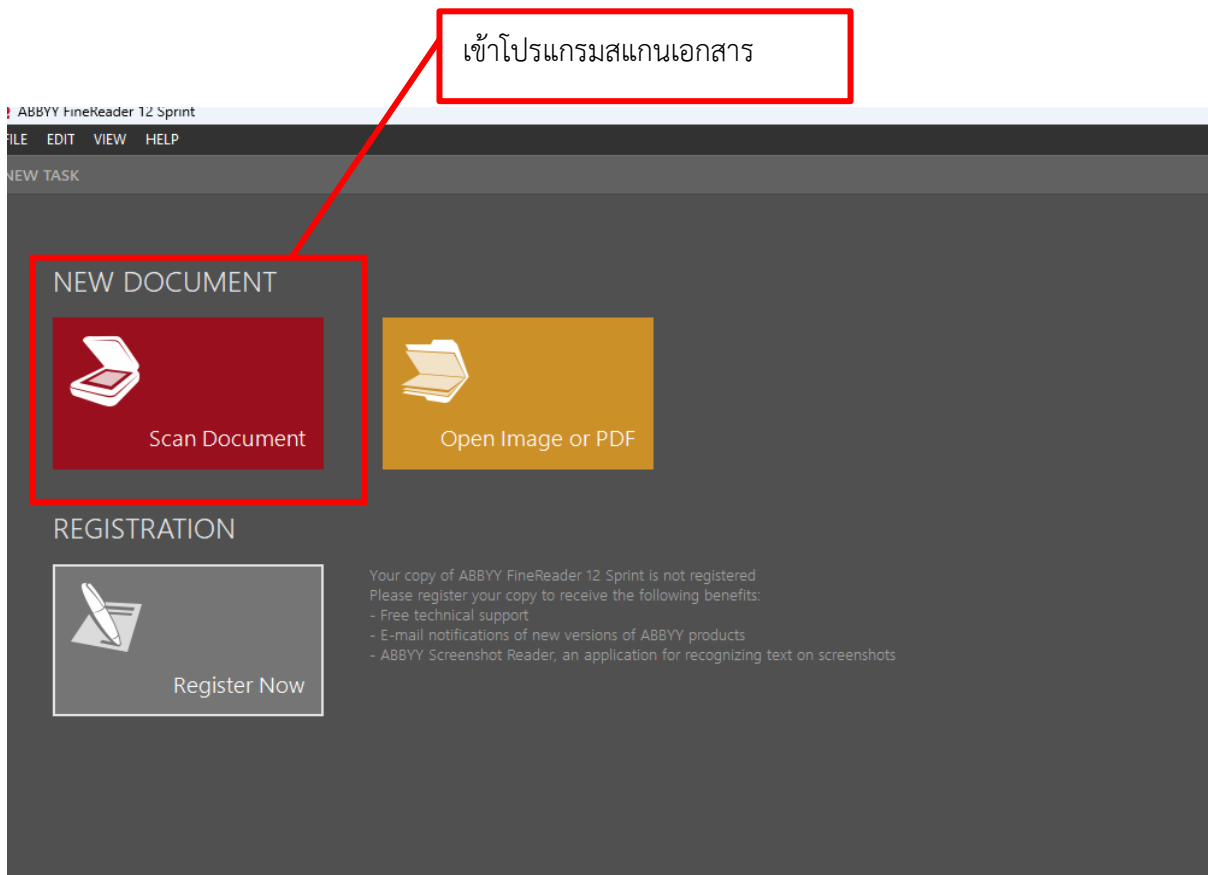 เข้าโปรแกรมสแกนเอกสาร
ABBYY FineReader 12 Sprint
FILE EDIT VIEW HELP
NEW TASK
NEW DOCUMENT
Scan Document
Open Image or PDF
REGISTRATION
Register Now
Your copy of ABBYY FineReader 12 Sprint is not registered
Please register your copy to receive the following benefits:
- Free technical support
- E-mail notifications of new versions of ABBYY products
- ABBYY Screenshot Reader, an application for recognizing text on screenshots